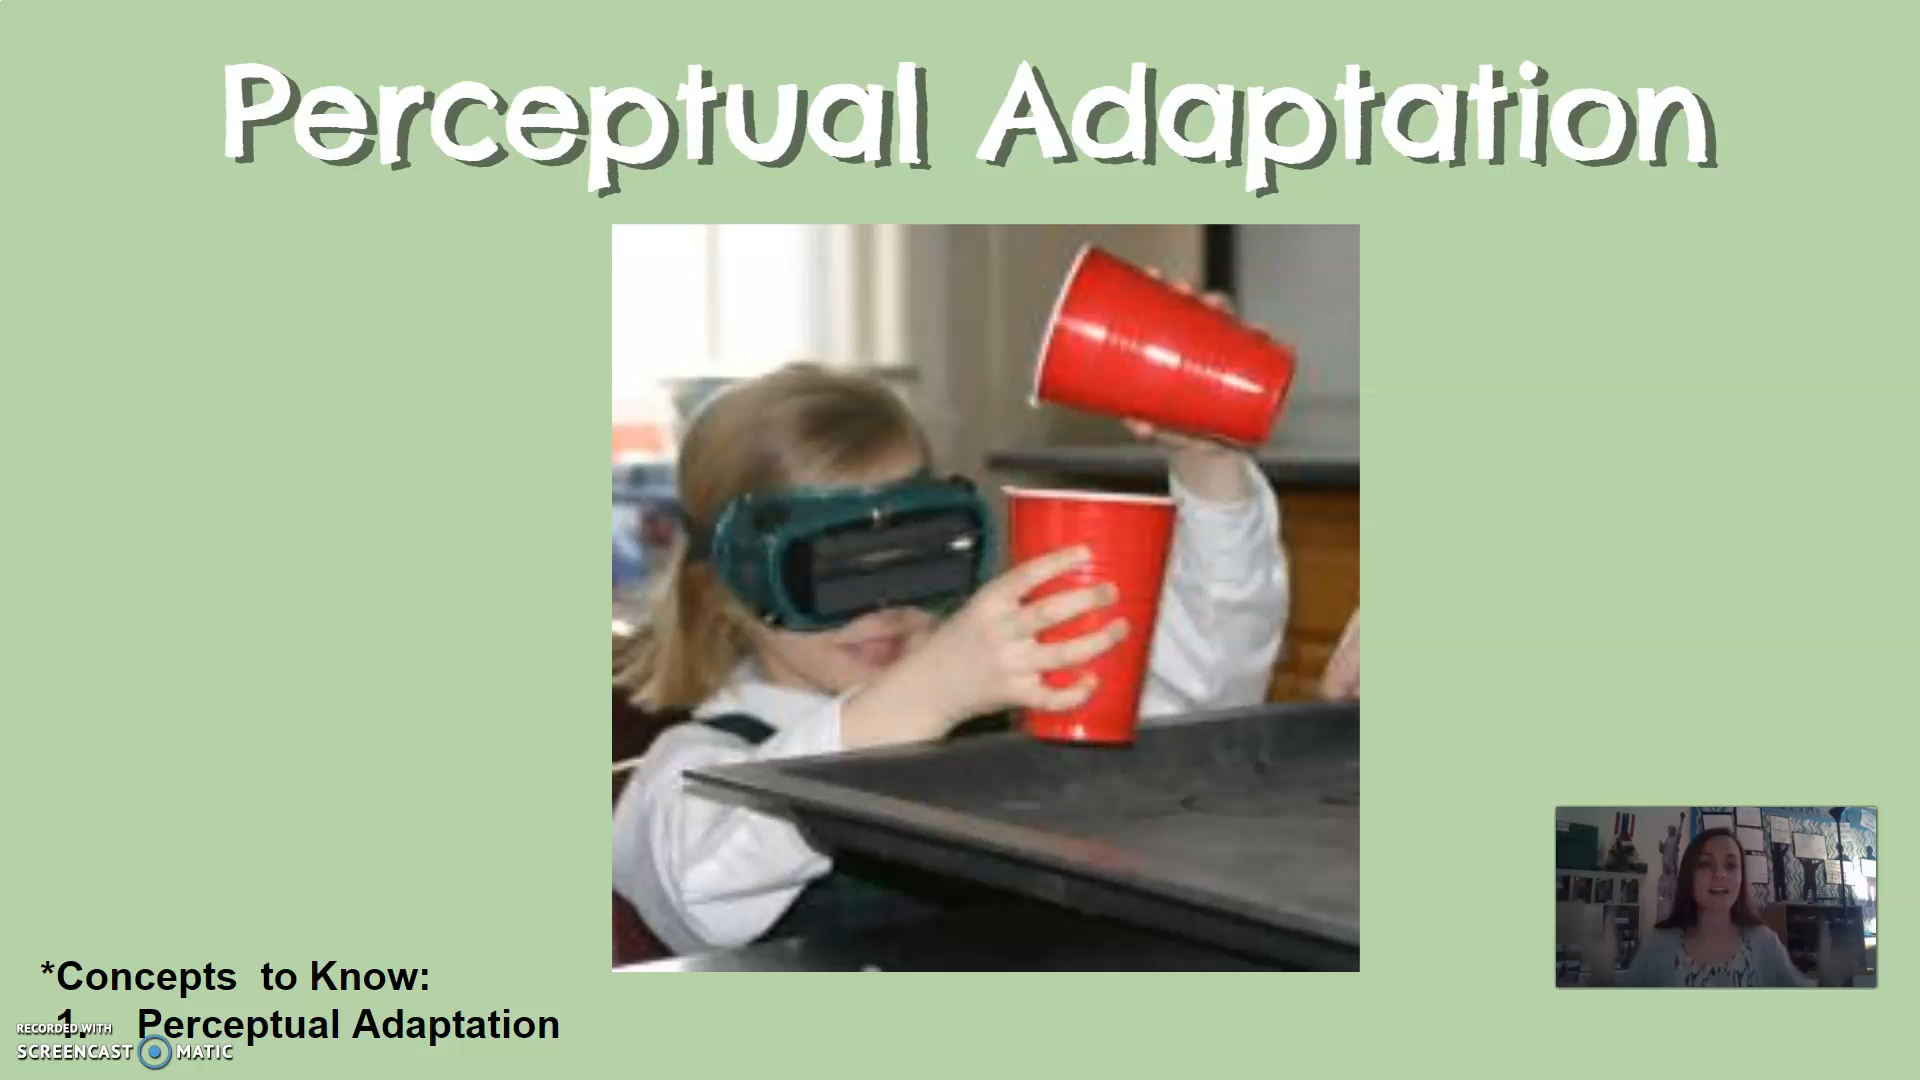 Perceptual Adaptation
*Concepts to Know:
1. Perceptual Adaptation
RECORDED WITH
SCREENCAST MATIC